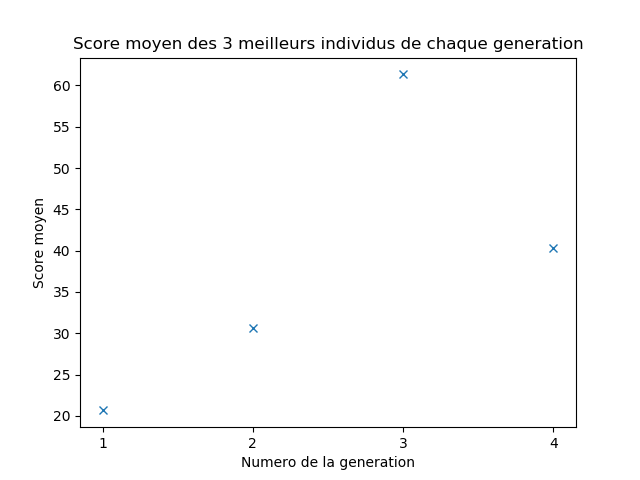 Score moyen des 3 meilleurs individus de chaque generation
60
55
50
45
40
35
30
25
20
Score moyen
1 2 3 4
Numero de la generation